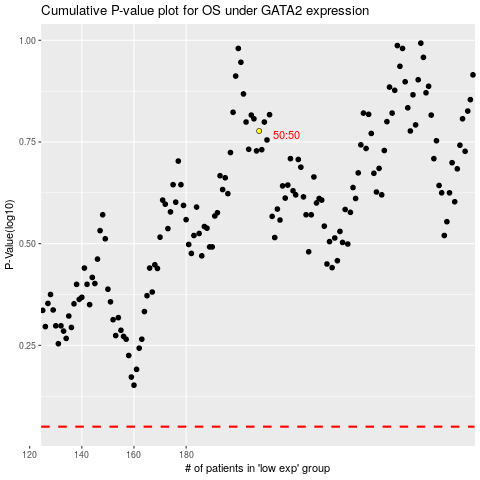 Cumulative P-value plot for OS under GATA2 expression
1.00
0.75
50:50
0.50
0.25
P-Value(log10)
120 140 160 180
# of patients in 'low exp' group